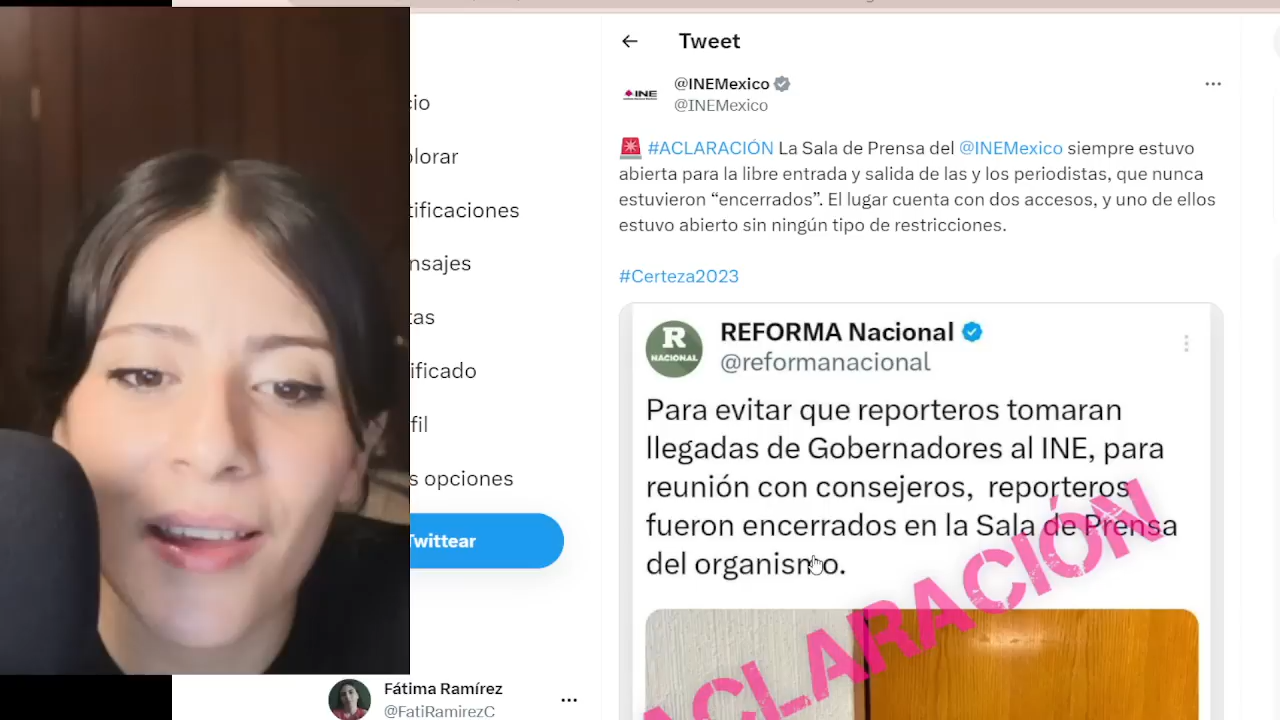 Tweet
@INEMexico
@INEMexico
INE
#ACLARACIÓN La Sala de Prensa del @INEMexico siempre estuvo
abierta para la libre entrada y salida de las y los periodistas, que nunca
estuvieron “encerrados”. El lugar cuenta con dos accesos, y uno de ellos
estuvo abierto sin ningún tipo de restricciones.
#Certeza2023
R
NACIONAL
REFORMA Nacional
@reformanacional
Para evitar que reporteros tomaran
llegadas de Gobernadores al INE, para
reunión con consejeros, reporteros
fueron encerrados en la Sala de Prensa
del organismo.
ACLARACIÓN
cio
plorar
tificaciones
nsajes
tas
ificado
fil
s opciones
Twittear
Fátima Ramírez
@FatiRamirezC